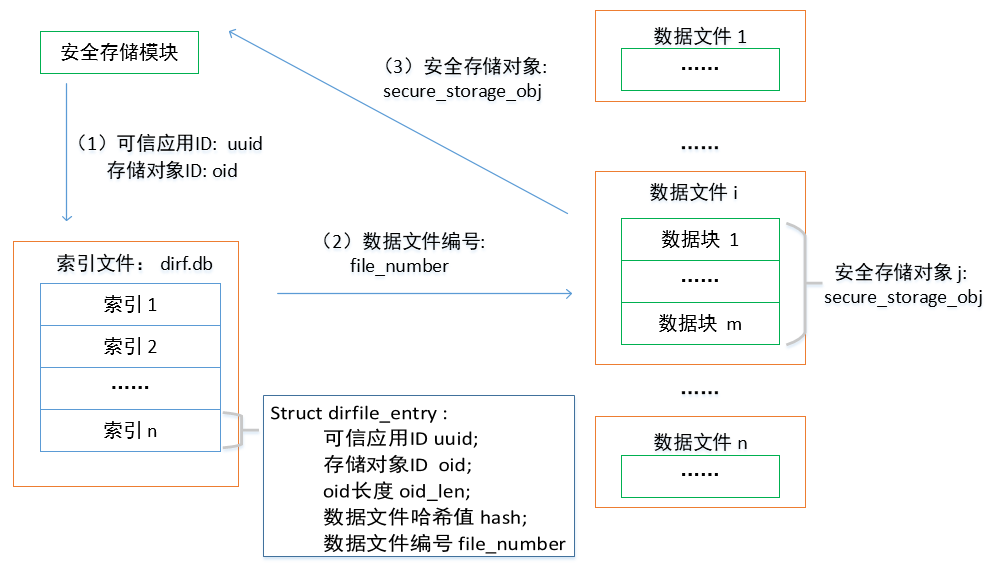 安全存储模块
（1）可信应用ID: uuid
存储对象ID: oid
索引文件： dirf.db
索引 1
索引 2
……
索引 n
Struct dirfile_entry :
可信应用ID uuid;
存储对象ID oid;
oid长度 oid_len;
数据文件哈希值 hash;
数据文件编号 file_number
（2）数据文件编号:
file_number
（3）安全存储对象:
secure_storage_obj
数据文件 1
……
……
数据文件 i
数据块 1
……
数据块 m
安全存储对象 j:
secure_storage_obj
……
数据文件 n
……